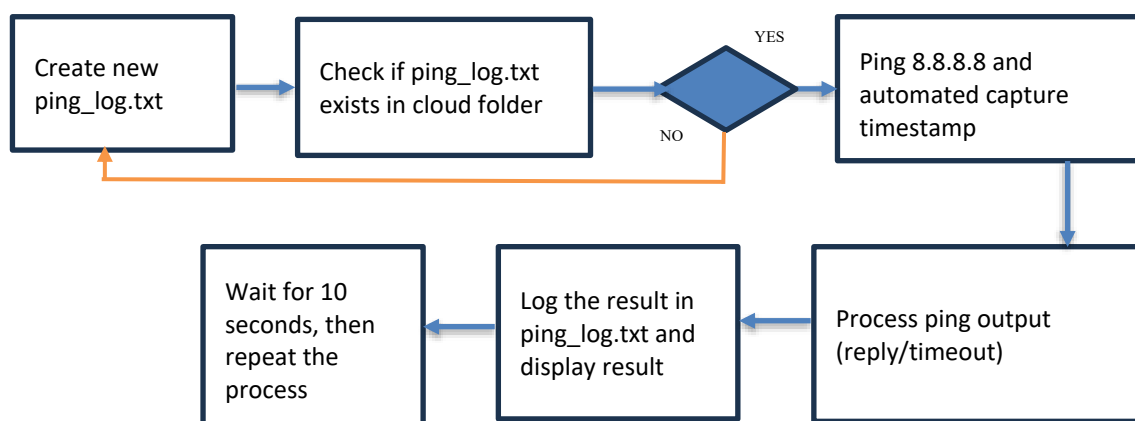 Create new
ping_log.txt
Check if ping_log.txt
exists in cloud folder
YES
NO
Ping 8.8.8.8 and
automated capture
timestamp
Wait for 10
seconds, then
repeat the
process
Log the result in
ping_log.txt and
display result
Process ping output
(reply/timeout)